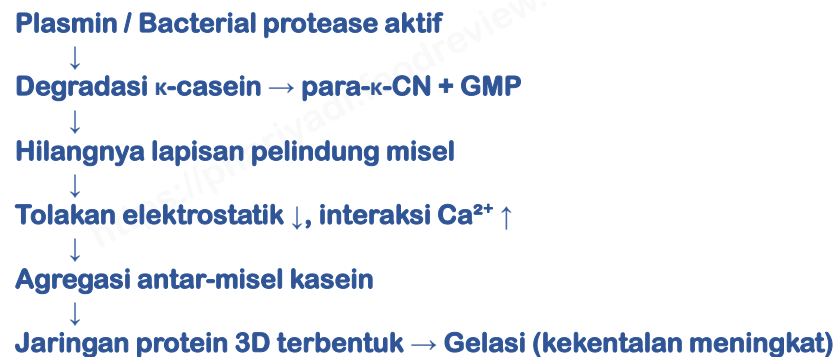 Plasmin / Bacterial protease aktif
↓
Degradasi κ-casein → para-κ-CN + GMP
↓
Hilangnya lapisan pelindung misel
↓
Tolakan elektrostatik ↓, interaksi Ca²⁺ ↑
↓
Agregasi antar-misel kasein
↓
Jaringan protein 3D terbentuk → Gelasi (kekentalan meningkat)